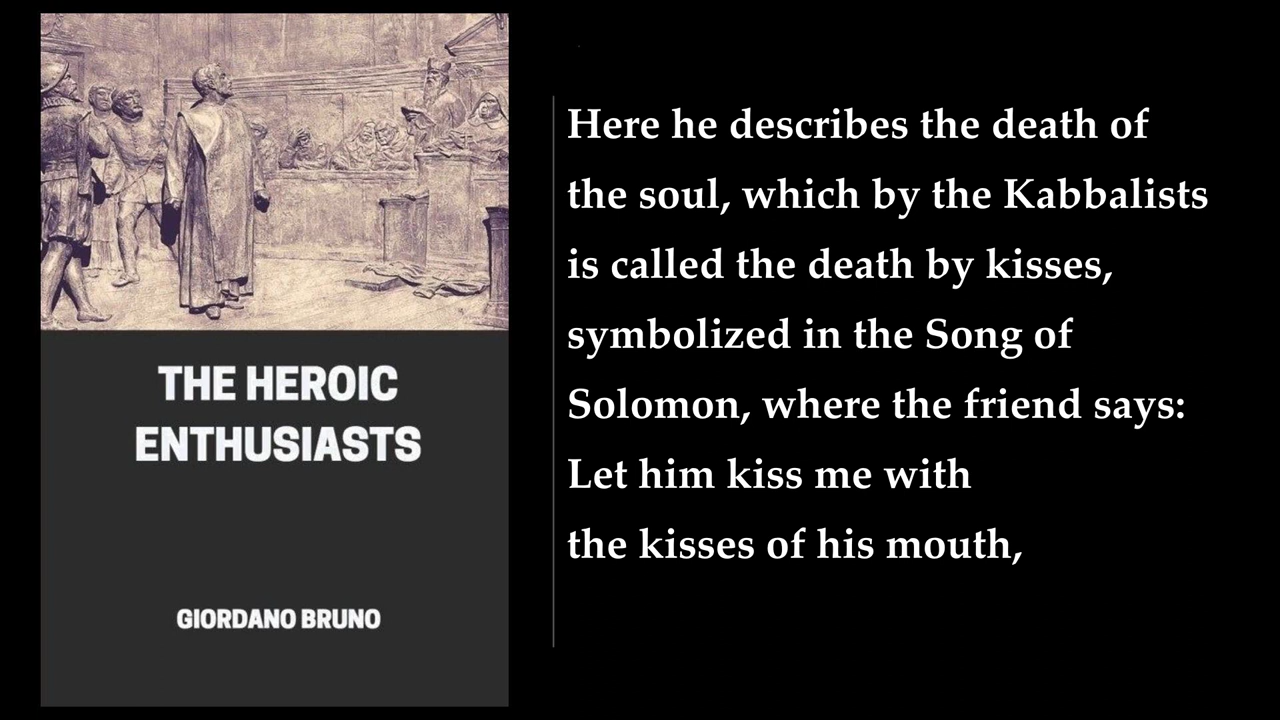 THE HEROIC
ENTHUSIASTS
GIORDANO BRUNO
Here he describes the death of
the soul, which by the Kabbalists
is called the death by kisses,
symbolized in the Song of
Solomon, where the friend says:
Let him kiss me with
the kisses of his mouth,